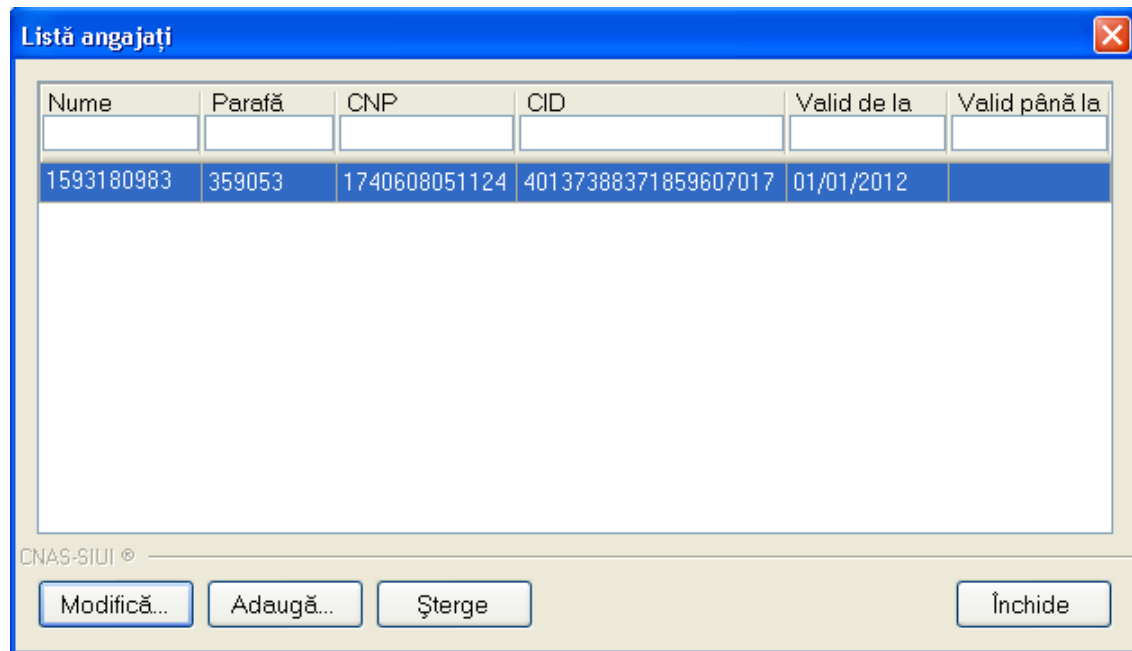 Listă angajați
Nume Parafă CNP CID Valid de la Valid până la
1593180983 359053 1740608051124 40137388371859607017 01/01/2012
CNAS-SIUI ®
Modifică... Adaugă... Şterge Închide